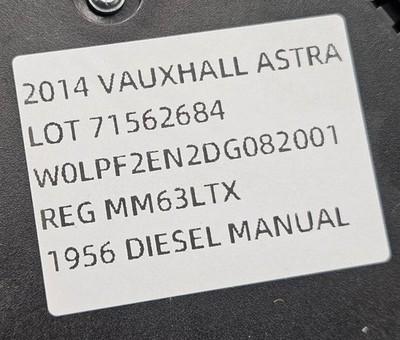 2014 VAUXHALL ASTRA
LOT 71562684
W0LPF2EN2DG082001
REG MM63LTX
1956 DIESEL MANUAL